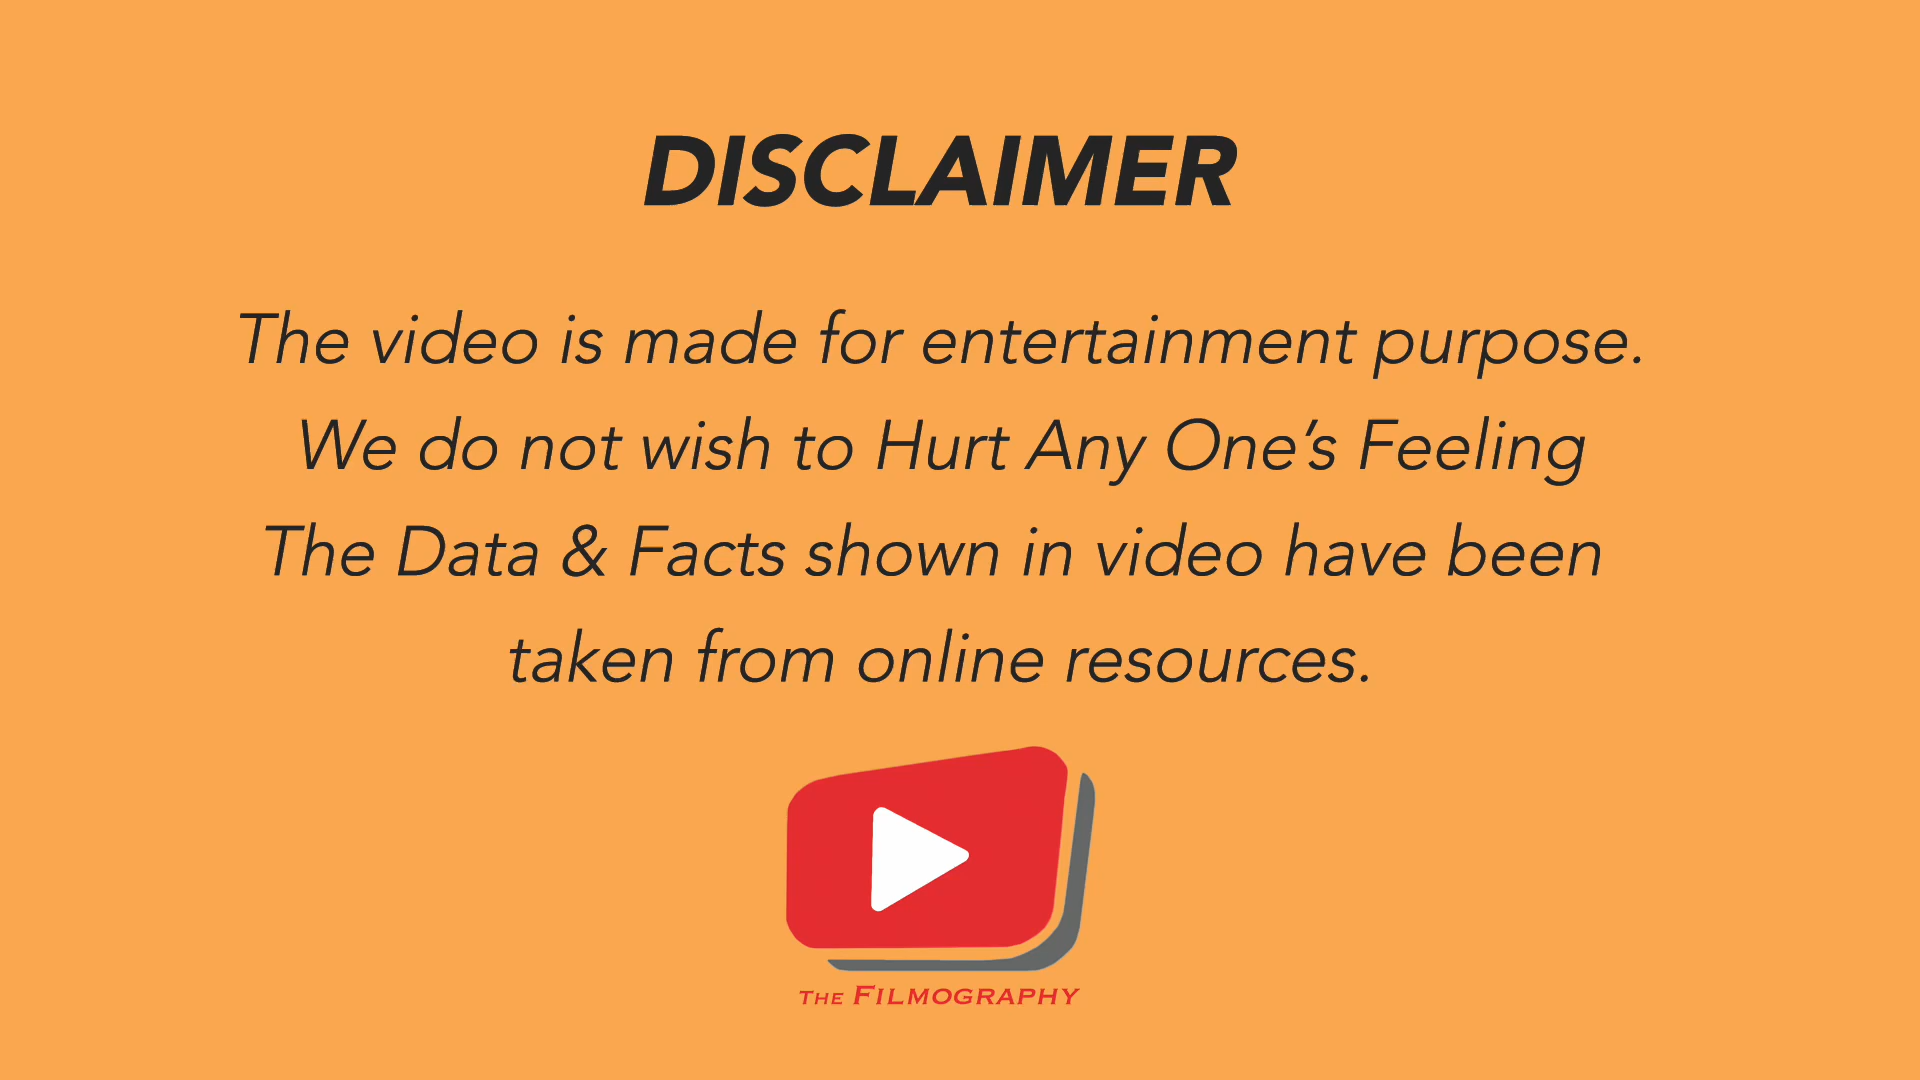 DISCLAIMER
The video is made for entertainment purpose.
We do not wish to Hurt Any One’s Feeling
The Data & Facts shown in video have been
taken from online resources.
THE FILMOGRAPHY